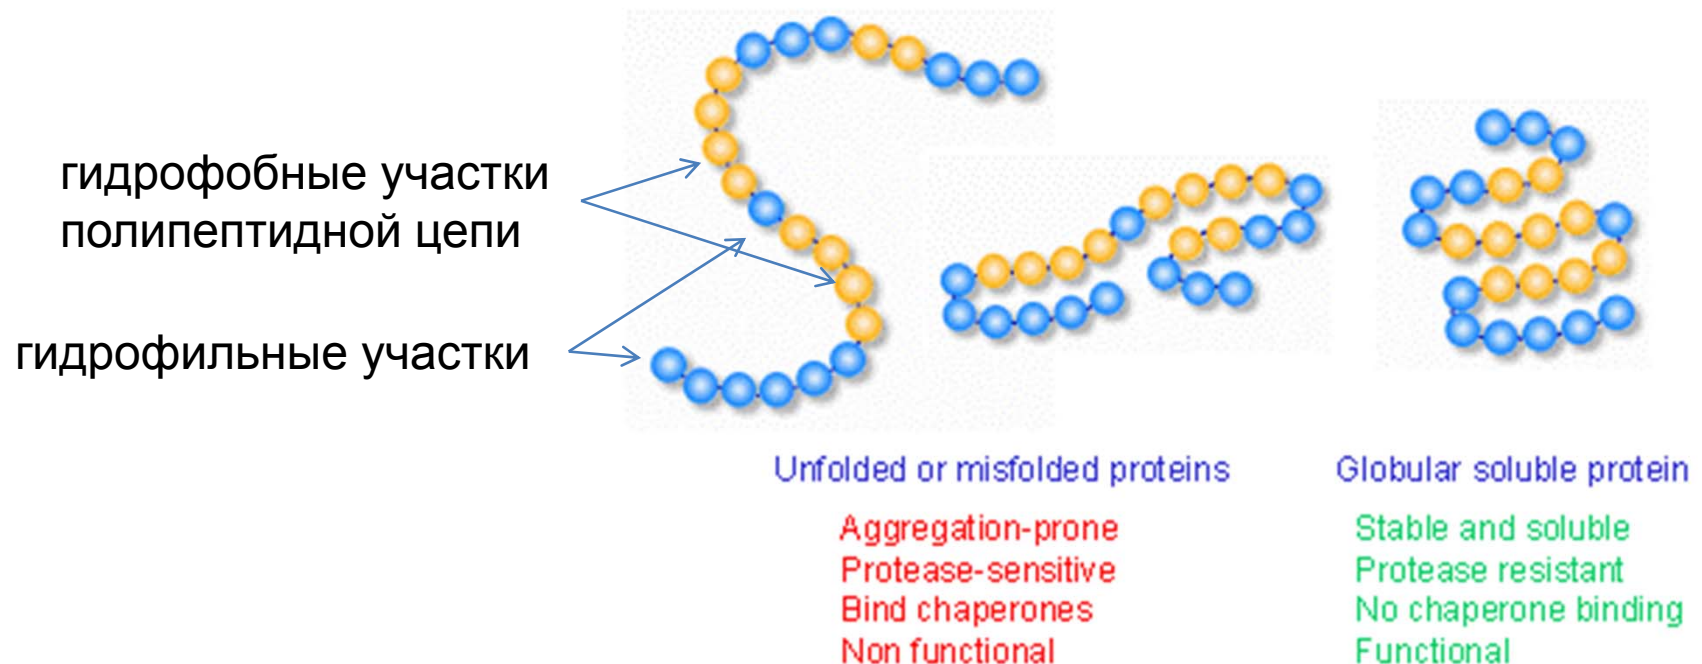 гидрофобные участки
полипептидной цепи
гидрофильные участки
Unfolded or misfolded proteins
Aggregation-prone
Protease-sensitive
Bind chaperones
Non functional
Globular soluble protein
Stable and soluble
Protease resistant
No chaperone binding
Functional